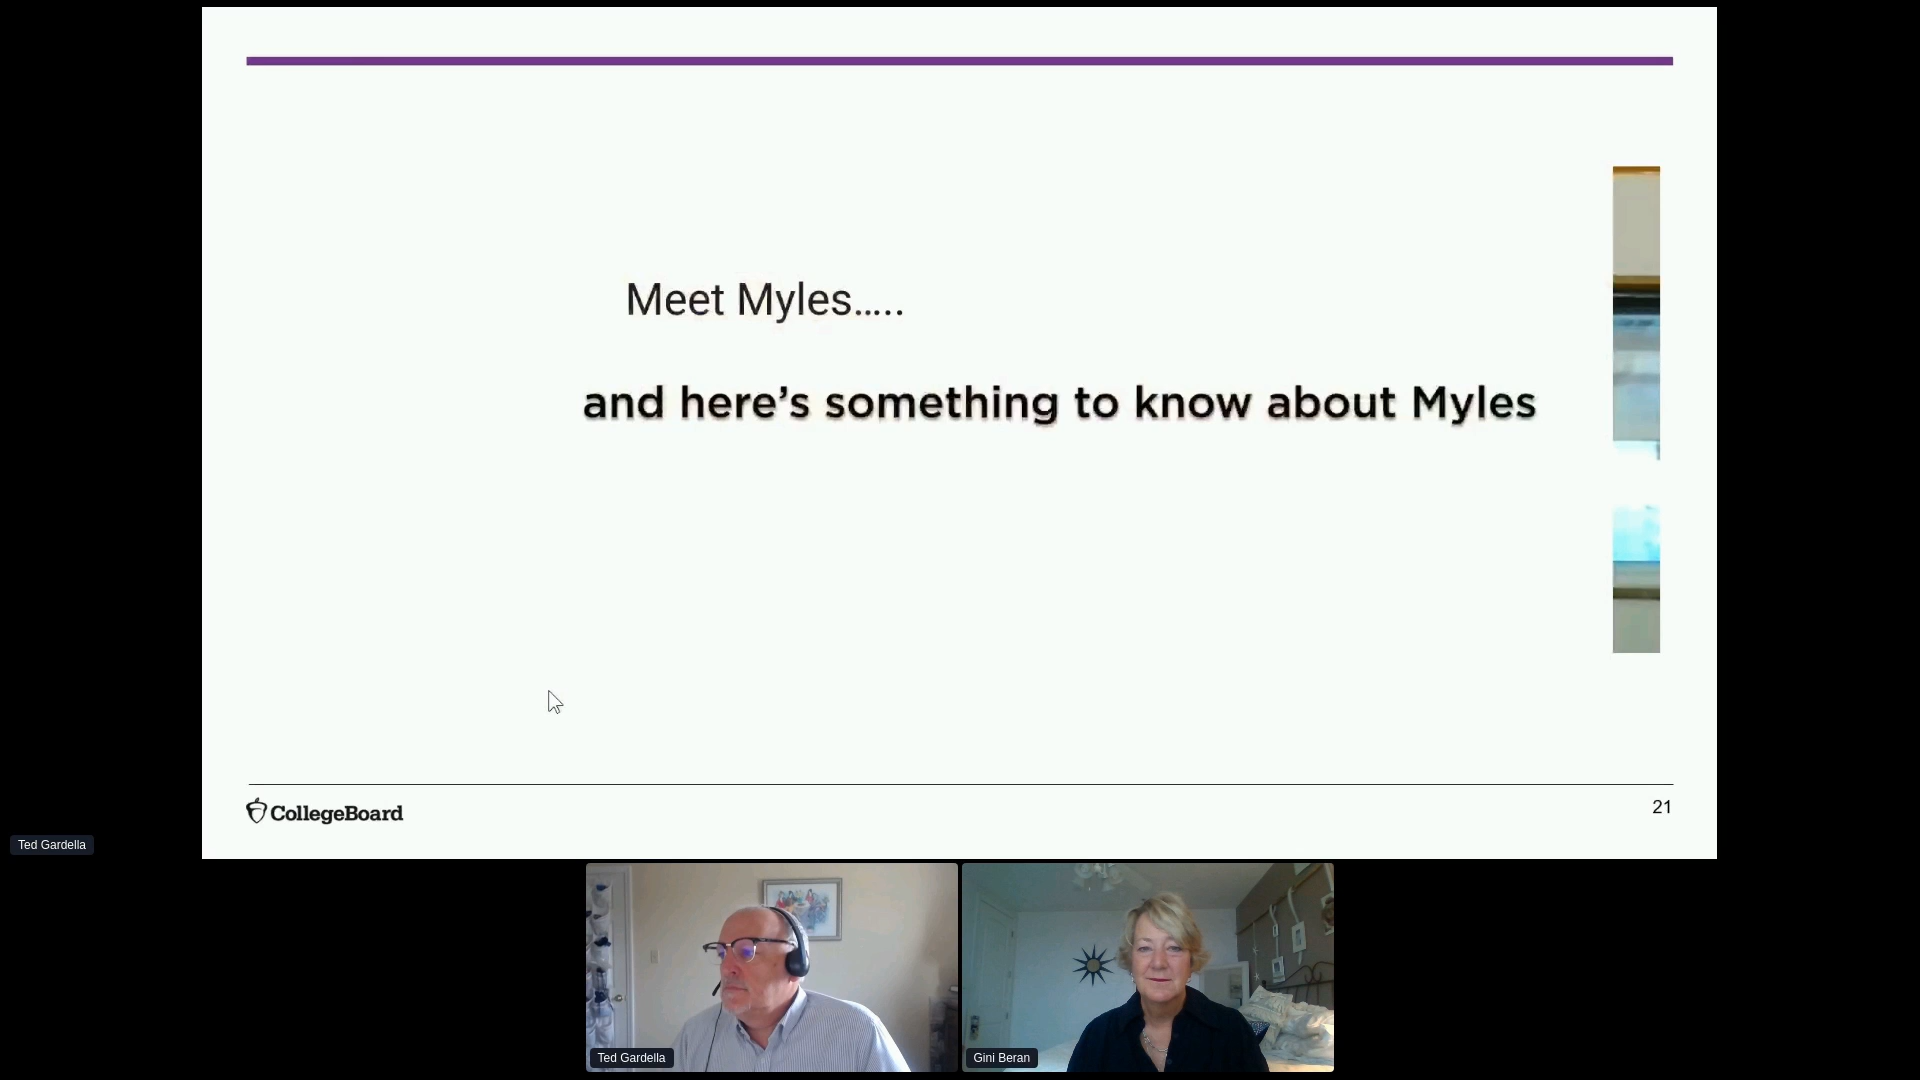 Meet Myles.....
and here’s something to know about Myles
CollegeBoard
21
Ted Gardella
Ted Gardella
Gini Beran